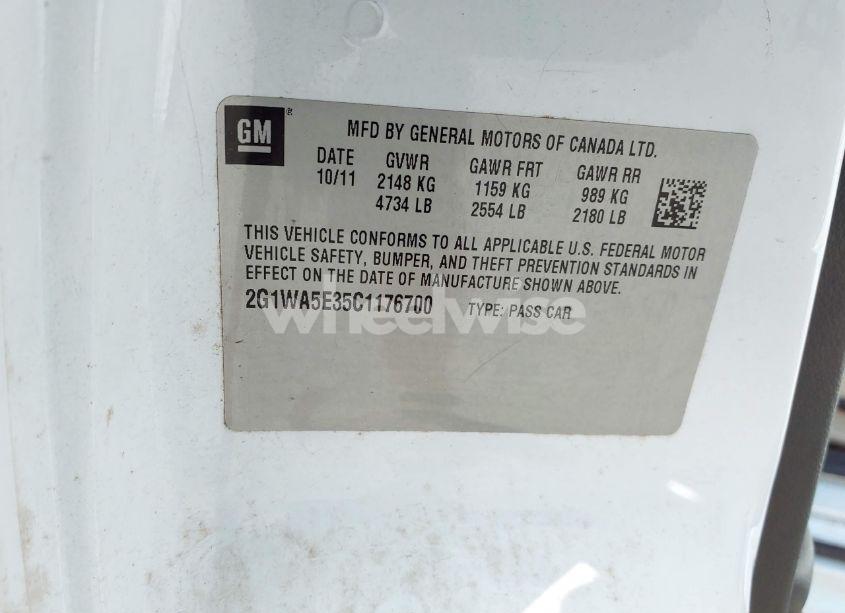 GM
®
MFD BY GENERAL MOTORS OF CANADA LTD.
DATE GVWR GAWR FRT GAWR RR
10/11 2148 KG 1159 KG 989 KG
4734 LB 2554 LB 2180 LB
THIS VEHICLE CONFORMS TO ALL APPLICABLE U.S. FEDERAL MOTOR
VEHICLE SAFETY, BUMPER, AND THEFT PREVENTION STANDARDS IN
EFFECT ON THE DATE OF MANUFACTURE SHOWN ABOVE.
2G1WA5E35C1176700 TYPE: PASS CAR
wheelwise